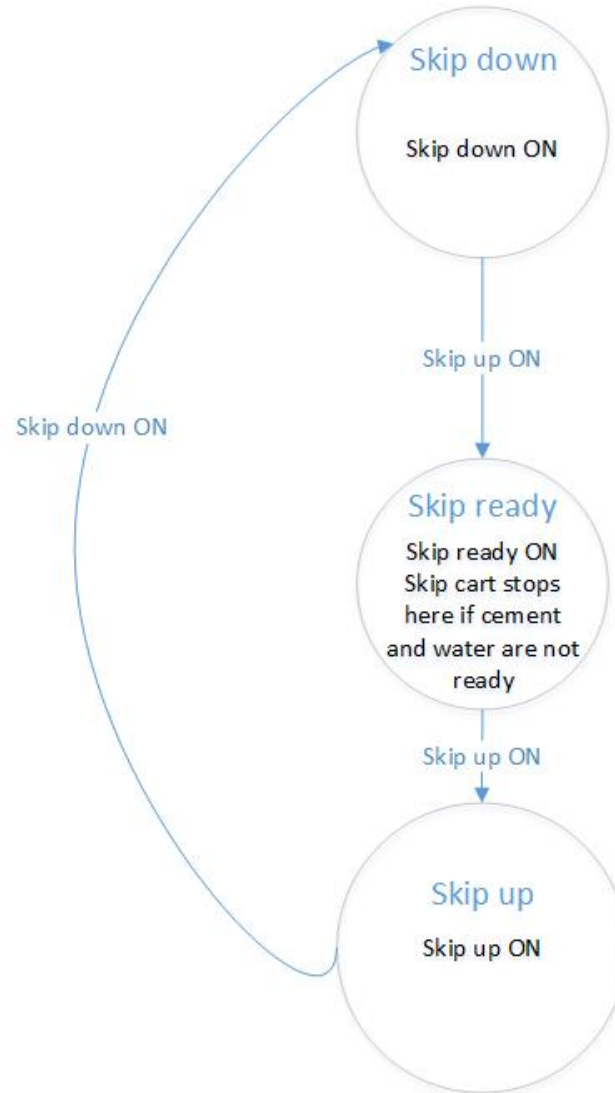 Skip down
Skip down ON
Skip up ON
Skip down ON
Skip ready
Skip ready ON
Skip cart stops
here if cement
and water are not
ready
Skip up ON
Skip up
Skip up ON